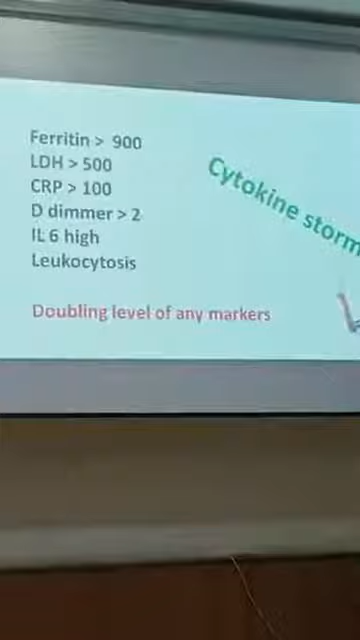 Ferritin > 900
LDH > 500
CRP > 100
D dimmer > 2
IL 6 high
Leukocytosis
Doubling level of any markers
Cytokine storm